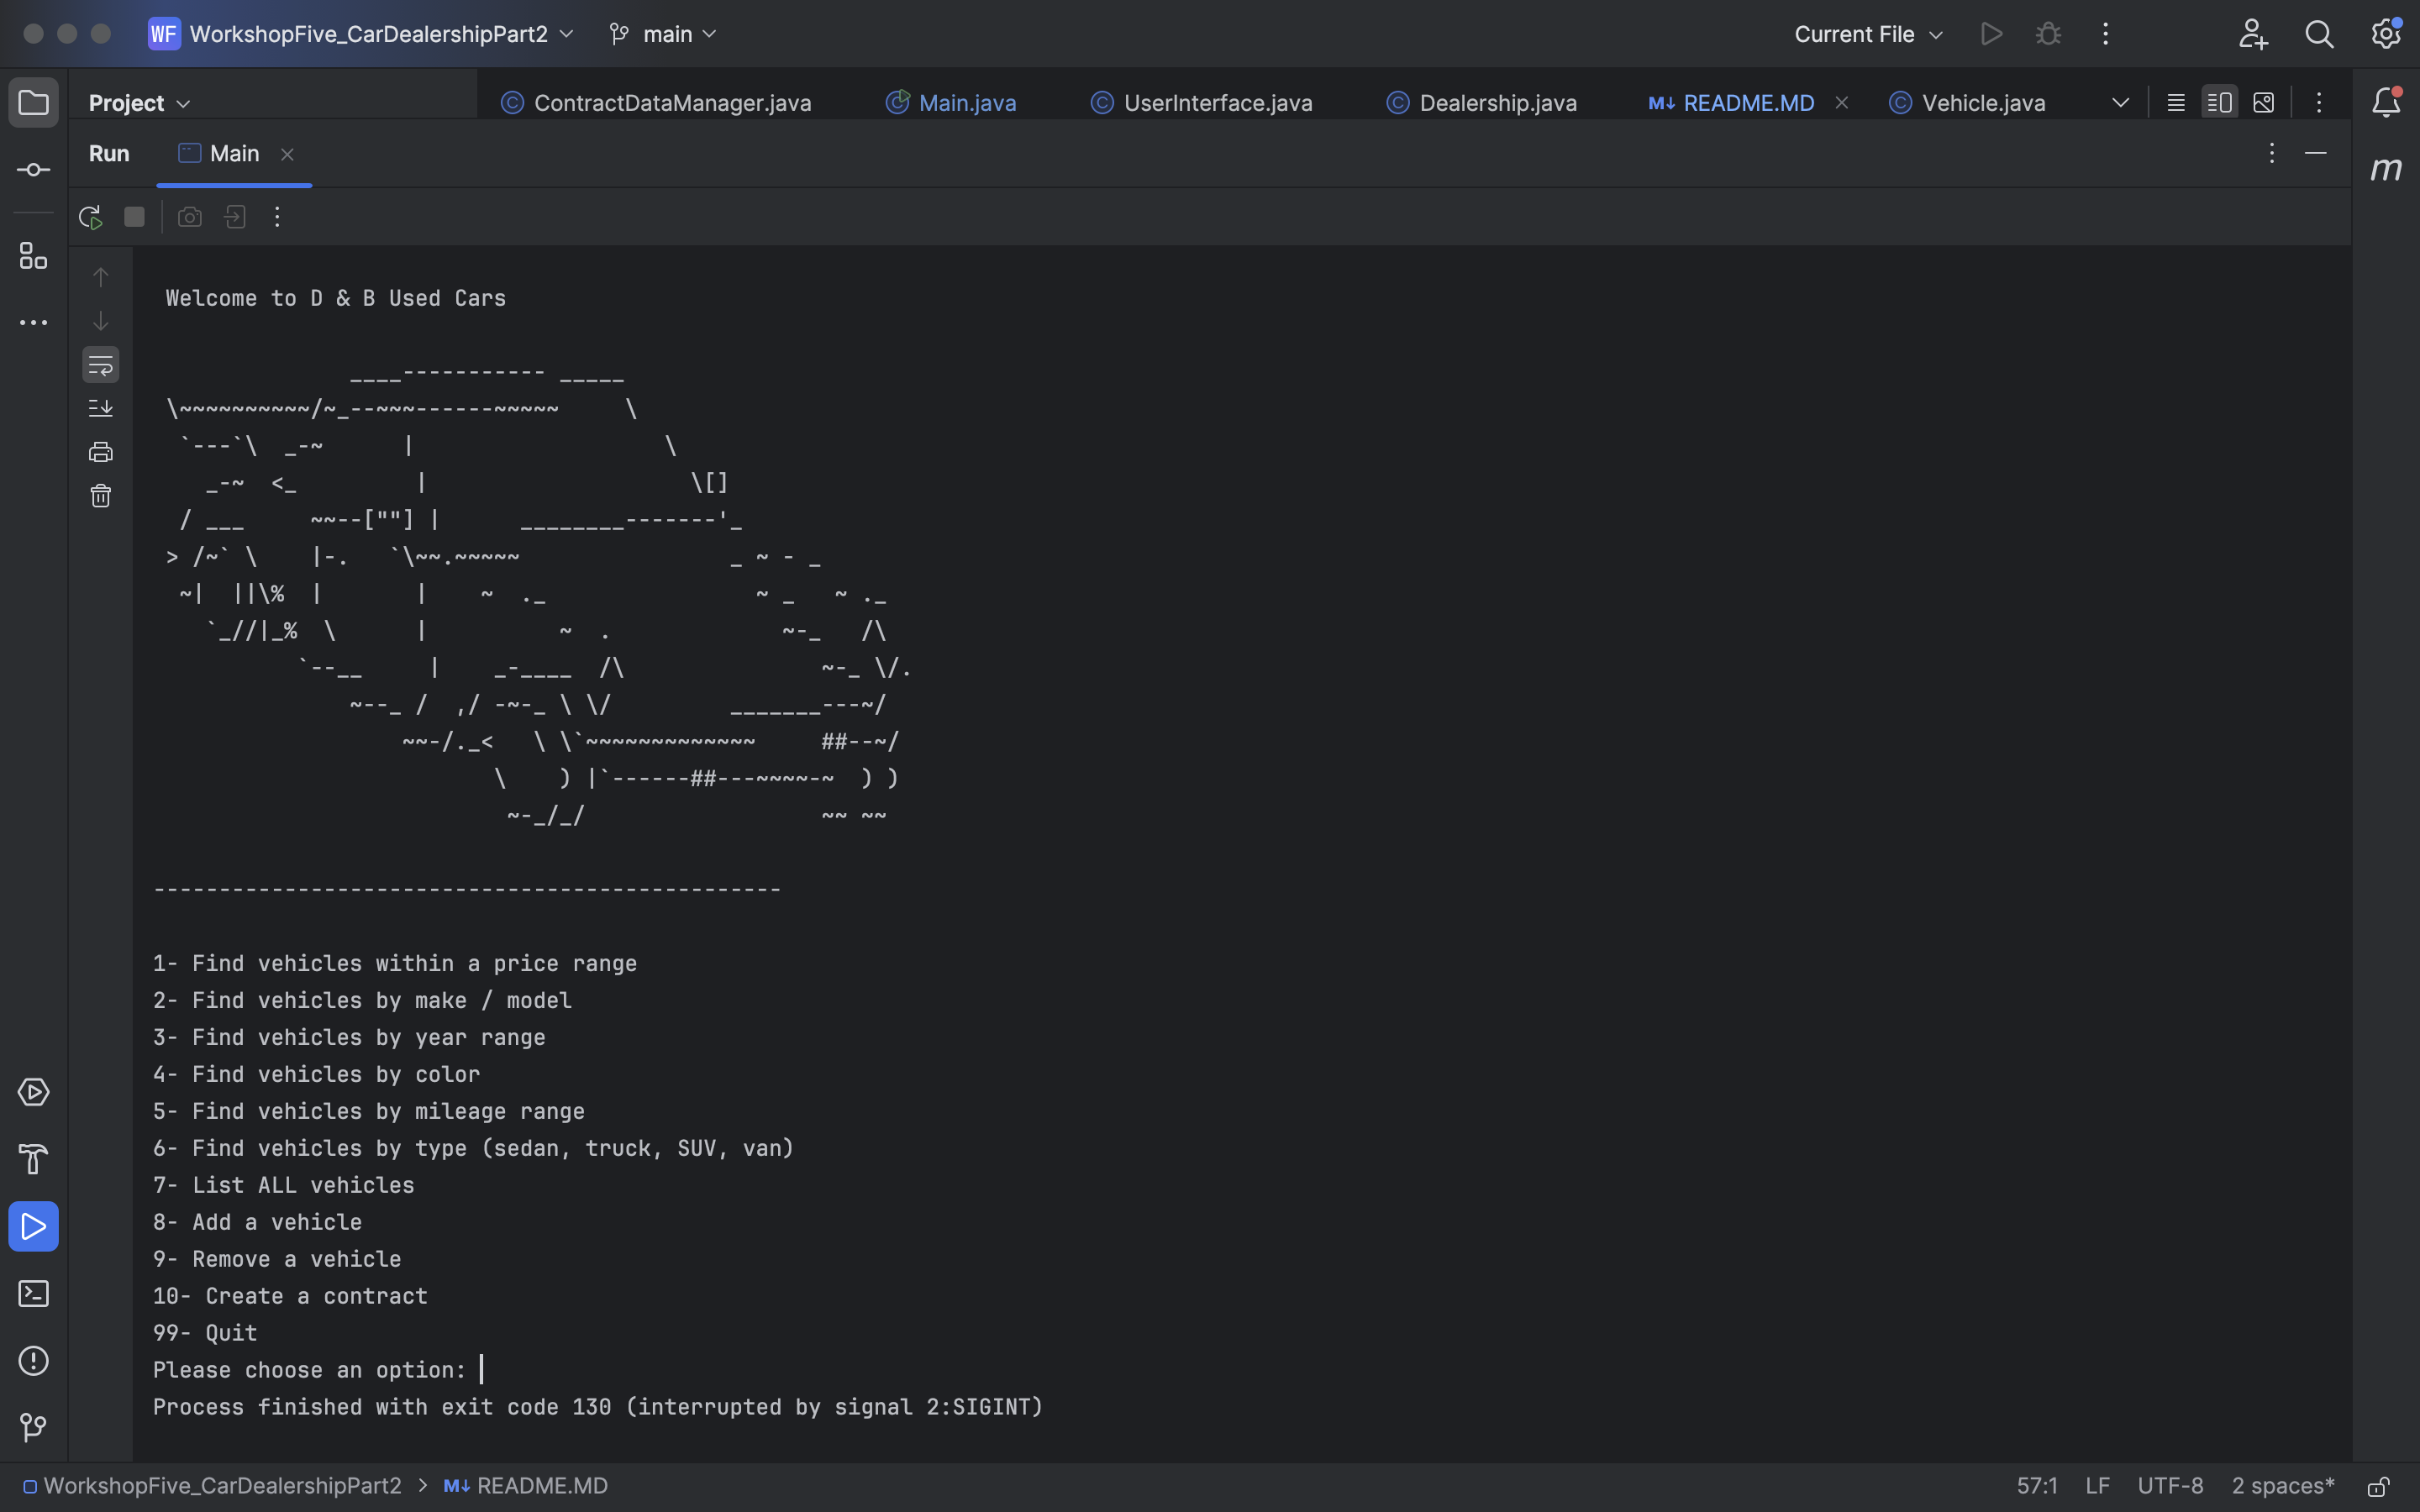 WF WorkshopFive_CarDealershipPart2 main Current File
Project ContractDataManager.java Main.java UserInterface.java Dealership.java M↓ README.MD Vehicle.java
Run Main
m
Welcome to D & B Used Cars
              ____----------- _____
\~~~~~~~~~~/~_--~~~------~~~~~     \
 `---`\  _-~      |                   \
   _-~  <_         |                     \[]
 / ___     ~~--[""] |      ________-------'_
> /~` \    |-.   `\~~.~~~~~                _ ~ - _
 ~|  ||\%  |       |    ~  ._                ~ _   ~ ._
   `_//|_%  \      |          ~  .             ~-_   /\
          `--__     |    _-____  /\               ~-_ \/.
              ~--_ /  ,/ -~-_ \ \/         _______---~/
                  ~~-/._<   \ \`~~~~~~~~~~~~~     ##--~/
                         \    ) |`------##---~~~~-~  ) )
                          ~-_/_/                  ~~ ~~
------------------------------------------------
1- Find vehicles within a price range
2- Find vehicles by make / model
3- Find vehicles by year range
4- Find vehicles by color
5- Find vehicles by mileage range
6- Find vehicles by type (sedan, truck, SUV, van)
7- List ALL vehicles
8- Add a vehicle
9- Remove a vehicle
10- Create a contract
99- Quit
Please choose an option:
Process finished with exit code 130 (interrupted by signal 2:SIGINT)
WorkshopFive_CarDealershipPart2 > M↓ README.MD 57:1 LF UTF-8 2 spaces*